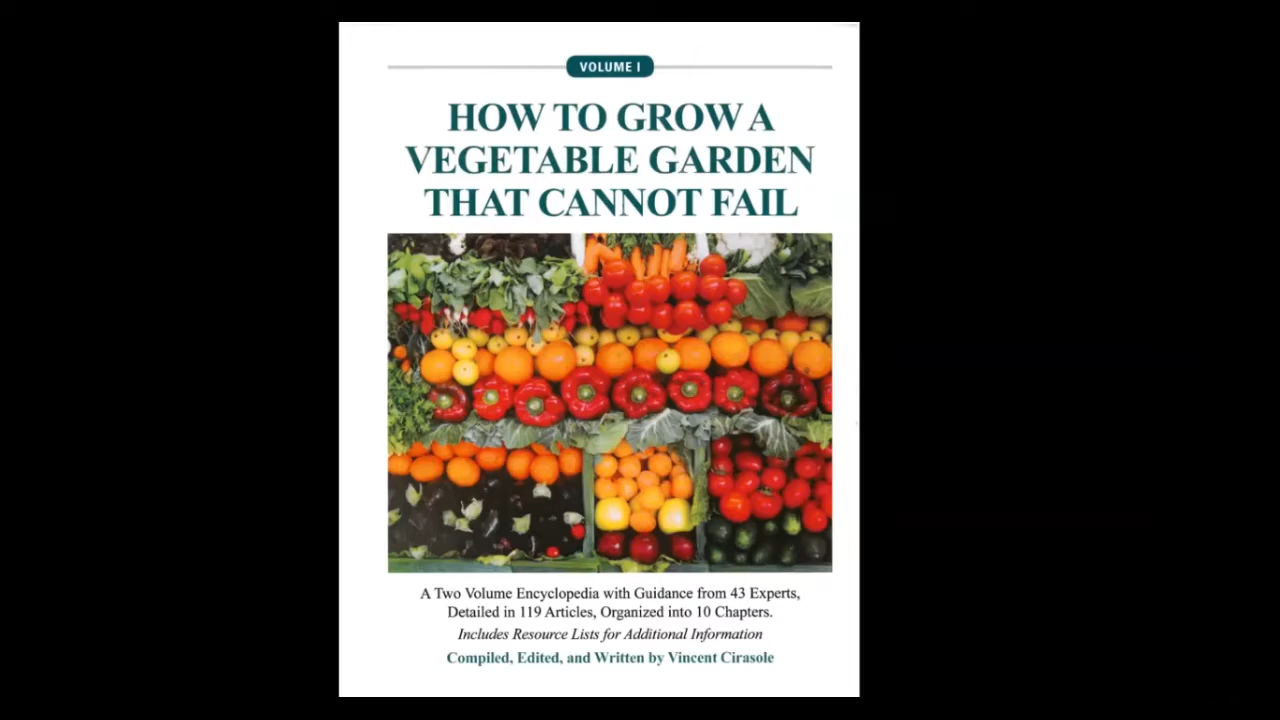 VOLUME I
HOW TO GROW A
VEGETABLE GARDEN
THAT CANNOT FAIL
A Two Volume Encyclopedia with Guidance from 43 Experts,
Detailed in 119 Articles, Organized into 10 Chapters.
Includes Resource Lists for Additional Information
Compiled, Edited, and Written by Vincent Cirasole